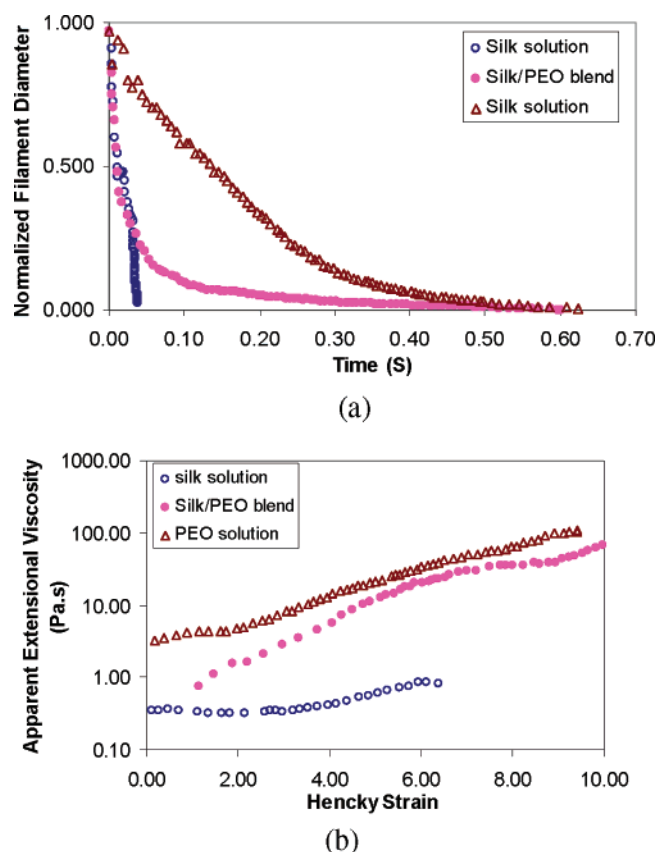 1.000
Silk solution
Silk/PEO blend
Silk solution
0.500
0.000
Normalized Filament Diameter
0.00 0.10 0.20 0.30 0.40 0.50 0.60 0.70
Time (S)
(a)
1000.00
silk solution
Silk/PEO blend
PEO solution
100.00
10.00
1.00
0.10
Apparent Extensional Viscosity
(Pa.s)
0.00 2.00 4.00 6.00 8.00 10.00
Hencky Strain
(b)